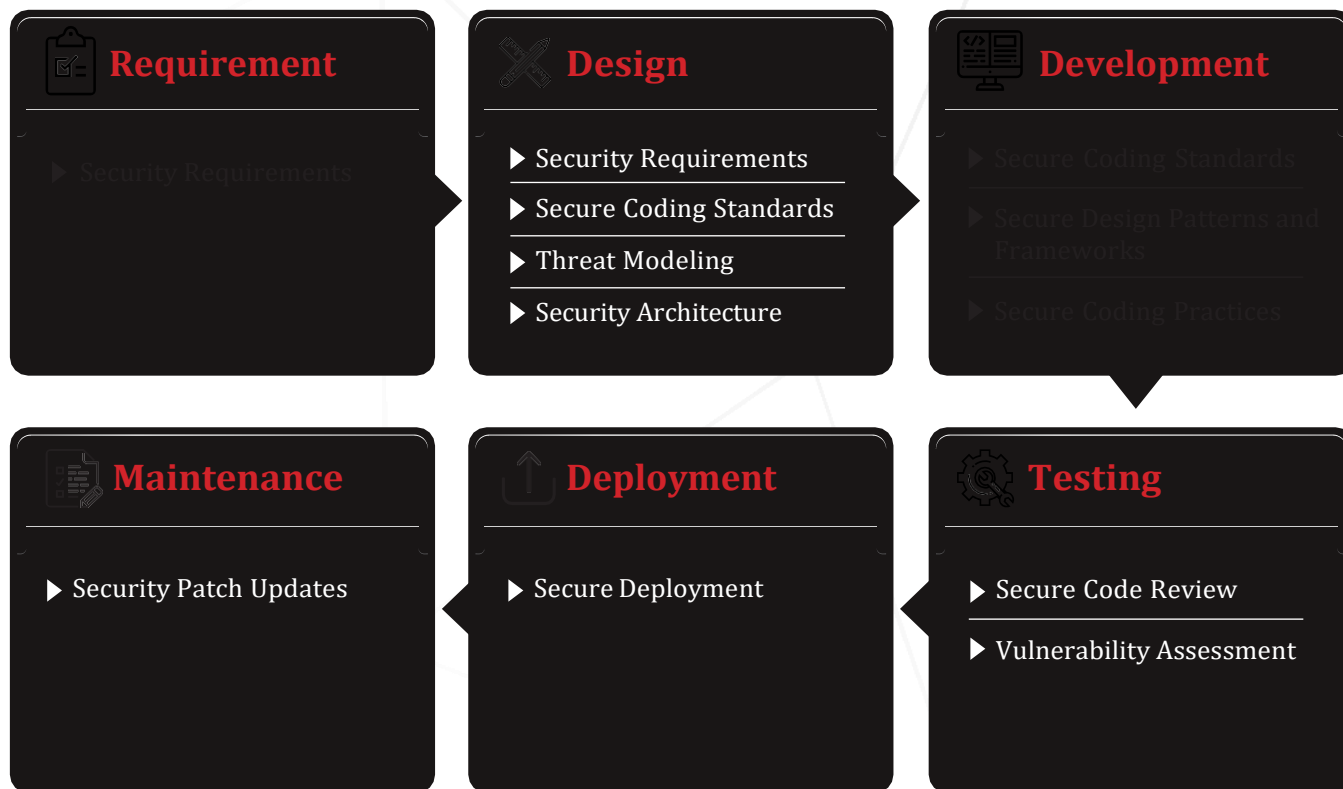 Requirement
Security Requirements
Design
Security Requirements
Secure Coding Standards
Threat Modeling
Security Architecture
Development
Secure Coding Standards
Secure Design Patterns and
Frameworks
Secure Coding Practices
Maintenance
Security Patch Updates
Deployment
Secure Deployment
Testing
Secure Code Review
Vulnerability Assessment